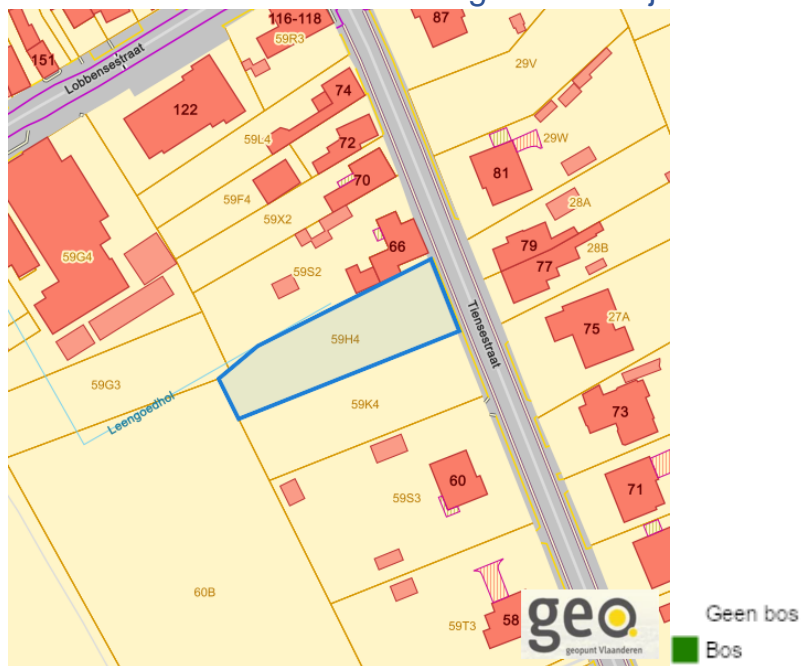 116-118
59R3
87
151
Lobbensestraat
29V
122
74
59L4
72
29W
70
81
59F4
28A
59X2
66
79
28B
59G4
77
59S2
27A
75
59H4
Tiensestraat
59G3
59K4
73
Leengoedhol
60
71
59S3
60B
59T3
58
geo.
geopunt Vlaanderen
Geen bos
Bos